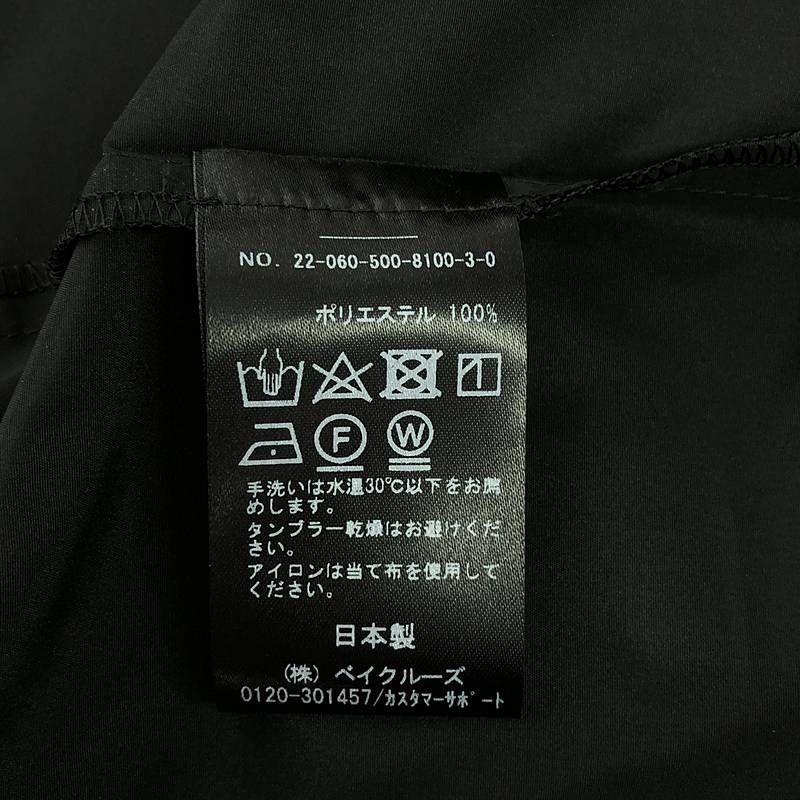 NO. 22-060-500-8100-3-0
ポリエステル 100%
F W
手洗いは水温30℃以下をお薦
めします。
タンブラー乾燥はお避けくだ
さい。
アイロンは当て布を使用して
ください。
日本製
(株) ベイクルーズ
0120-301457/カスタマーサポート